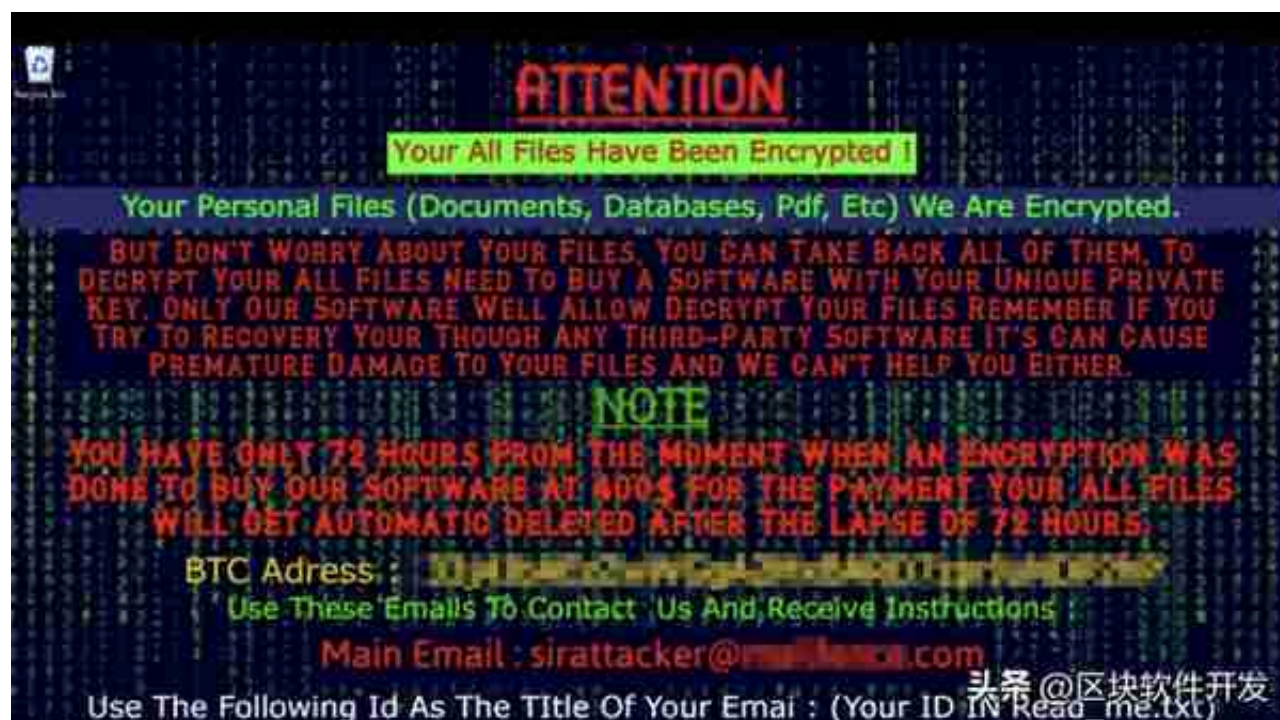 ATTENTION
Your All Files Have Been Encrypted !
Your Personal Files (Documents, Databases, Pdf, Etc) We Are Encrypted.
BUT DON'T WORRY ABOUT YOUR FILES, YOU CAN TAKE BACK ALL OF THEM, TO
DECRYPT YOUR ALL FILES NEED TO BUY A SOFTWARE WITH YOUR UNIQUE PRIVATE
KEY. ONLY OUR SOFTWARE WELL ALLOW DECRYPT YOUR FILES REMEMBER IF YOU
TRY TO RECOVERY YOUR THOUGH ANY THIRD-PARTY SOFTWARE IT'S CAN CAUSE
PREMATURE DAMAGE TO YOUR FILES AND WE CAN'T HELP YOU EITHER.
NOTE
YOU HAVE ONLY 72 HOURS FROM THE MOMENT WHEN AN ENCRYPTION WAS
DONE TO BUY OUR SOFTWARE AT 400$ FOR THE PAYMENT YOUR ALL FILES
WILL GET AUTOMATIC DELETED AFTER THE LAPSE OF 72 HOURS.
BTC Adress :
Use These Emails To Contact Us And Receive Instructions :
Main Email : sirattacker@ .com
Use The Following Id As The TItle Of Your Emai : (Your ID IN Read_me.txt)
头条 @区块软件开发